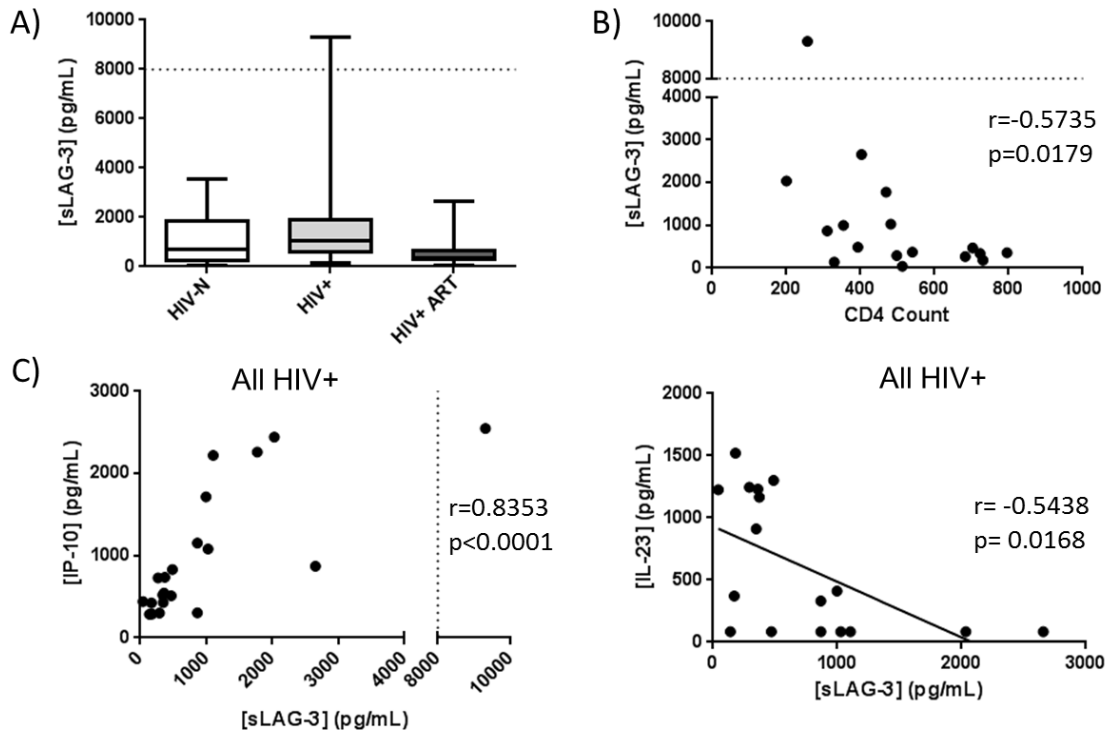 A)
[sLAG-3] (pg/mL)
10000
8000
6000
4000
2000
0
HIV-N
HIV+
HIV+ ART
B)
[sLAG-3] (pg/mL)
10000
8000
4000
3000
2000
1000
0
r=-0.5735
p=0.0179
0 200 400 600 800 1000
CD4 Count
C)
All HIV+
[IP-10] (pg/mL)
3000
2000
1000
0
r=0.8353
p<0.0001
0 1000 2000 3000 4000 8000 10000
[sLAG-3] (pg/mL)
All HIV+
[IL-23] (pg/mL)
2000
1500
1000
500
0
r= -0.5438
p= 0.0168
0 1000 2000 3000
[sLAG-3] (pg/mL)